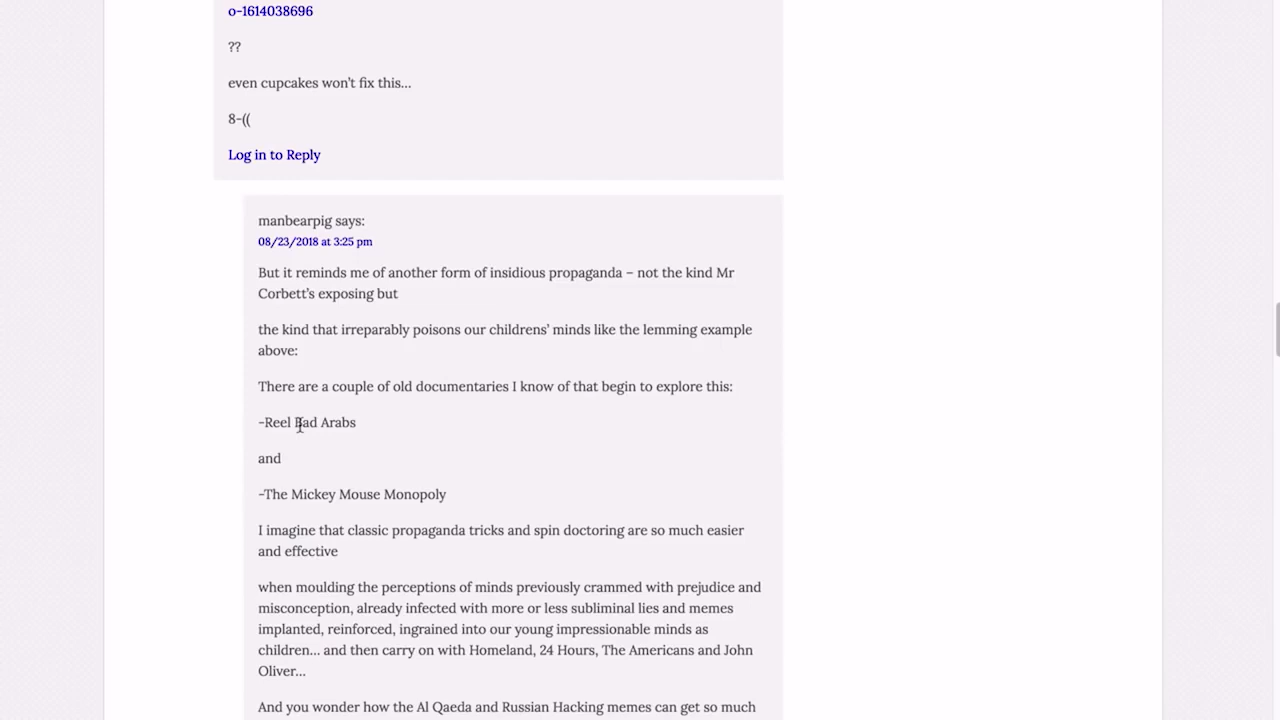 o-1614038696
??
even cupcakes won't fix this...
8-((
Log in to Reply
manbearpig says:
08/23/2018 at 3:25 pm
But it reminds me of another form of insidious propaganda – not the kind Mr
Corbett's exposing but
the kind that irreparably poisons our childrens' minds like the lemming example
above:
There are a couple of old documentaries I know of that begin to explore this:
-Reel Bad Arabs
and
-The Mickey Mouse Monopoly
I imagine that classic propaganda tricks and spin doctoring are so much easier
and effective
when moulding the perceptions of minds previously crammed with prejudice and
misconception, already infected with more or less subliminal lies and memes
implanted, reinforced, ingrained into our young impressionable minds as
children... and then carry on with Homeland, 24 Hours, The Americans and John
Oliver...
And you wonder how the Al Qaeda and Russian Hacking memes can get so much